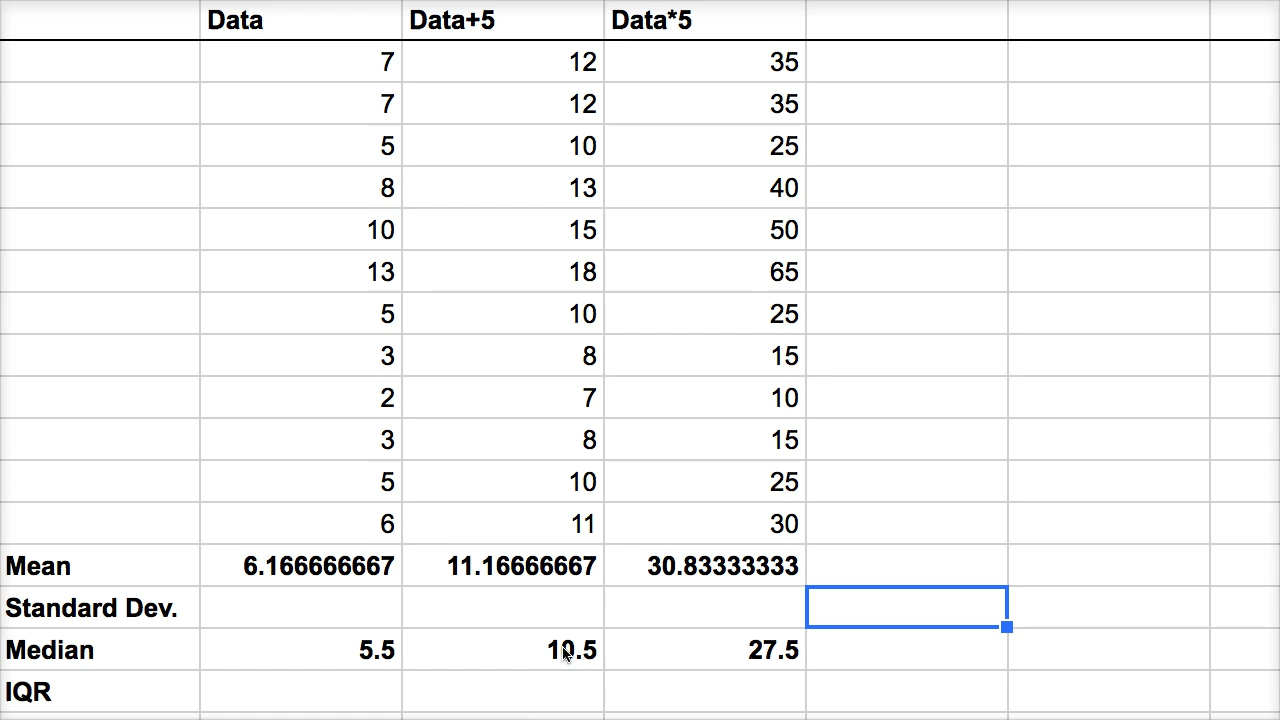 Data Data+5 Data*5
7 12 35
7 12 35
5 10 25
8 13 40
10 15 50
13 18 65
5 10 25
3 8 15
2 7 10
3 8 15
5 10 25
6 11 30
Mean 6.166666667 11.16666667 30.83333333
Standard Dev.
Median 5.5 10.5 27.5
IQR